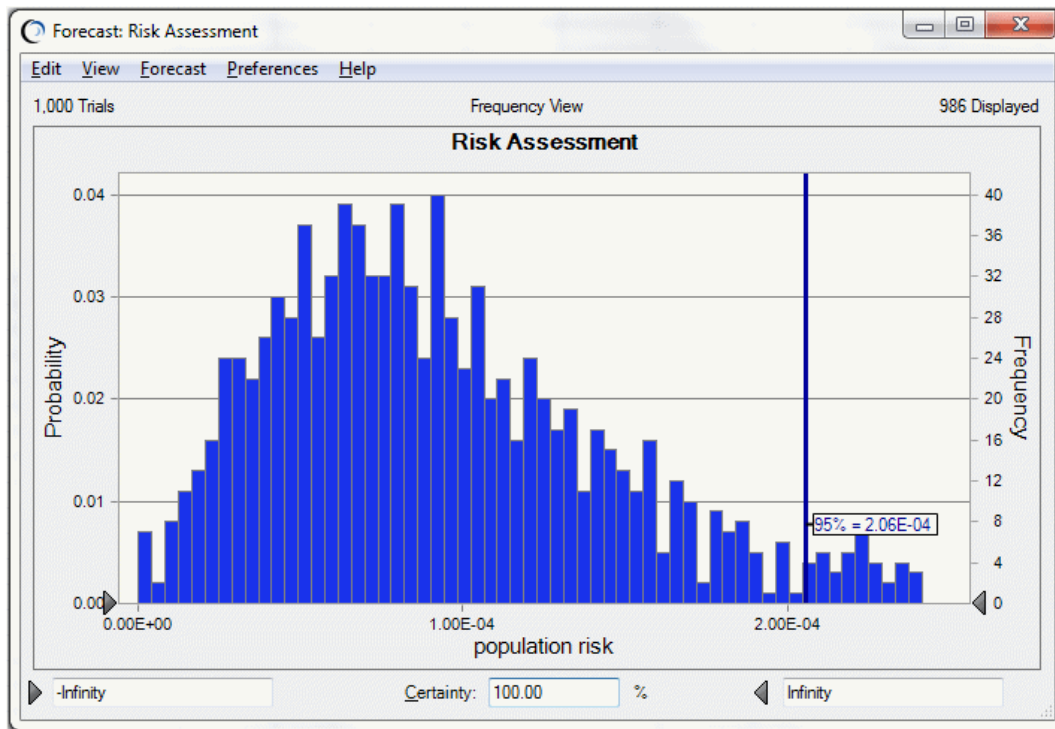 Forecast: Risk Assessment
Edit View Forecast Preferences Help
1,000 Trials Frequency View 986 Displayed
Risk Assessment
0.04
0.03
0.02
0.01
0.00
Probability
40
36
32
28
24
20
16
12
8
4
0
Frequency
95% = 2.06E-04
0.00E+00 1.00E-04 2.00E-04
population risk
-Infinity Certainty: 100.00 % Infinity